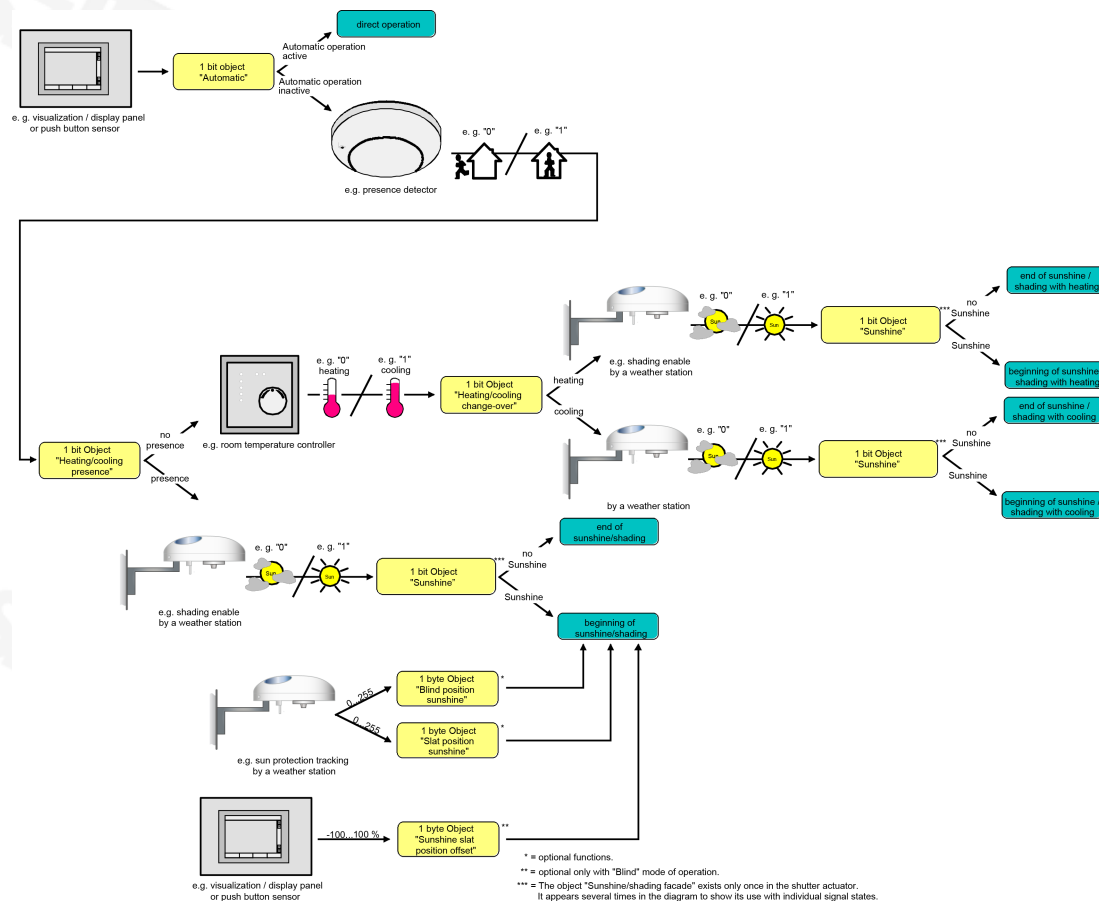 direct operation
Automatic operation
active
1 bit object
"Automatic"
Automatic operation
inactive
e. g. visualization / display panel
or push button sensor
e. g. "0"
e. g. "1"
e.g. presence detector
end of sunshine /
shading with heating
no
Sunshine
e. g. "0"
e. g. "1"
Sun
Sun
1 bit Object
"Sunshine"
***
Sunshine
e.g. shading enable
by a weather station
beginning of sunshine
shading with heating
e. g. "0"
heating
e. g. "1"
cooling
1 bit Object
"Heating/cooling
change-over"
heating
cooling
end of sunshine /
shading with cooling
no
Sunshine
e. g. "0"
e. g. "1"
Sun
Sun
1 bit Object
"Sunshine"
***
Sunshine
by a weather station
beginning of sunshine /
shading with cooling
e.g. room temperature controller
no
presence
1 bit Object
"Heating/cooling
presence"
presence
end of
sunshine/shading
no
Sunshine
e. g. "0"
e. g. "1"
Sun
Sun
1 bit Object
"Sunshine"
***
Sunshine
e.g. shading enable
by a weather station
beginning of
sunshine/shading
0...255
1 byte Object
"Blind position
sunshine"
*
0...255
1 byte Object
"Slat position
sunshine"
*
e.g. sun protection tracking
by a weather station
-100...100 %
1 byte Object
"Sunshine slat
position offset"
**
e.g. visualization / display panel
or push button sensor
* = optional functions.
** = optional only with "Blind" mode of operation.
*** = The object "Sunshine/shading facade" exists only once in the shutter actuator.
It appears several times in the diagram to show its use with individual signal states.